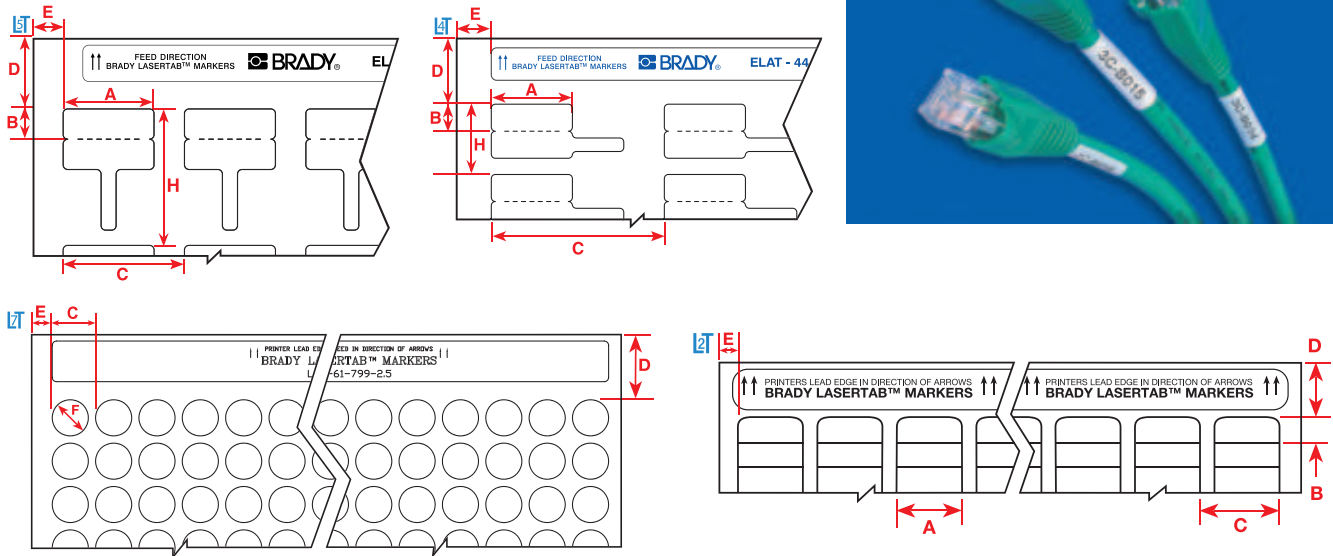 L5T
E
D
A
B
H
C
FEED DIRECTION
BRADY LASERTAB™ MARKERS
BRADY®
EL
L4T
E
D
A
B
H
C
FEED DIRECTION
BRADY LASERTAB™ MARKERS
BRADY®
ELAT - 44
3C-B015
L7T
E
C
D
F
PRINTER LEAD ED FEED IN DIRECTION OF ARROWS
BRADY L SERTAB™ MARKERS
L -61-799-2.5
L2T
E
D
PRINTERS LEAD EDGE IN DIRECTION OF ARROWS
BRADY LASERTAB™ MARKERS
PRINTERS LEAD EDGE IN DIRECTION OF ARROWS
BRADY LASERTAB™ MARKERS
B
A
C